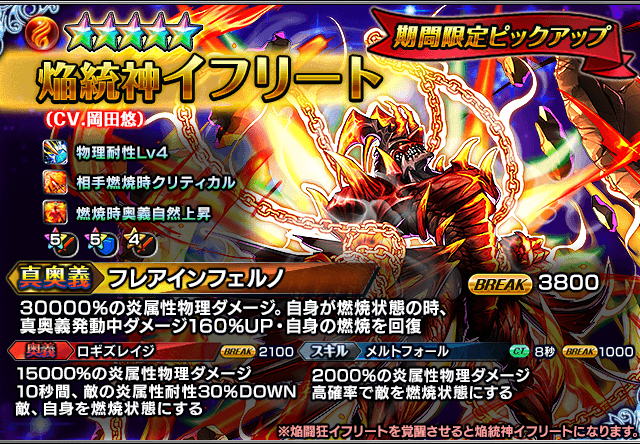 期間限定ピックアップ
焔統神イフリート
(CV.岡田悠)
物理耐性Lv4
相手燃焼時クリティカル
燃焼時奥義自然上昇
5 5 4
真奥義 フレアインフェルノ BREAK 3800
30000%の炎属性物理ダメージ。自身が燃焼状態の時、
真奥義発動中ダメージ160%UP・自身の燃焼を回復
奥義 ロギズレイジ BREAK 2100
15000%の炎属性物理ダメージ
10秒間、敵の炎属性耐性30%DOWN
敵、自身を燃焼状態にする
スキル メルトフォール CT 8秒 BREAK 1000
2000%の炎属性物理ダメージ
高確率で敵を燃焼状態にする
※焔闘狂イフリートを覚醒させると焔統神イフリートになります。